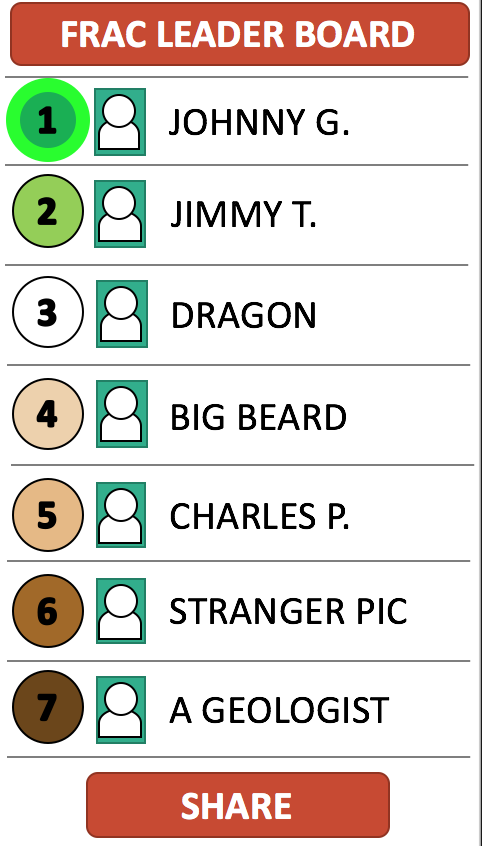 FRAC LEADER BOARD
1 JOHNNY G.
2 JIMMY T.
3 DRAGON
4 BIG BEARD
5 CHARLES P.
6 STRANGER PIC
7 A GEOLOGIST
SHARE